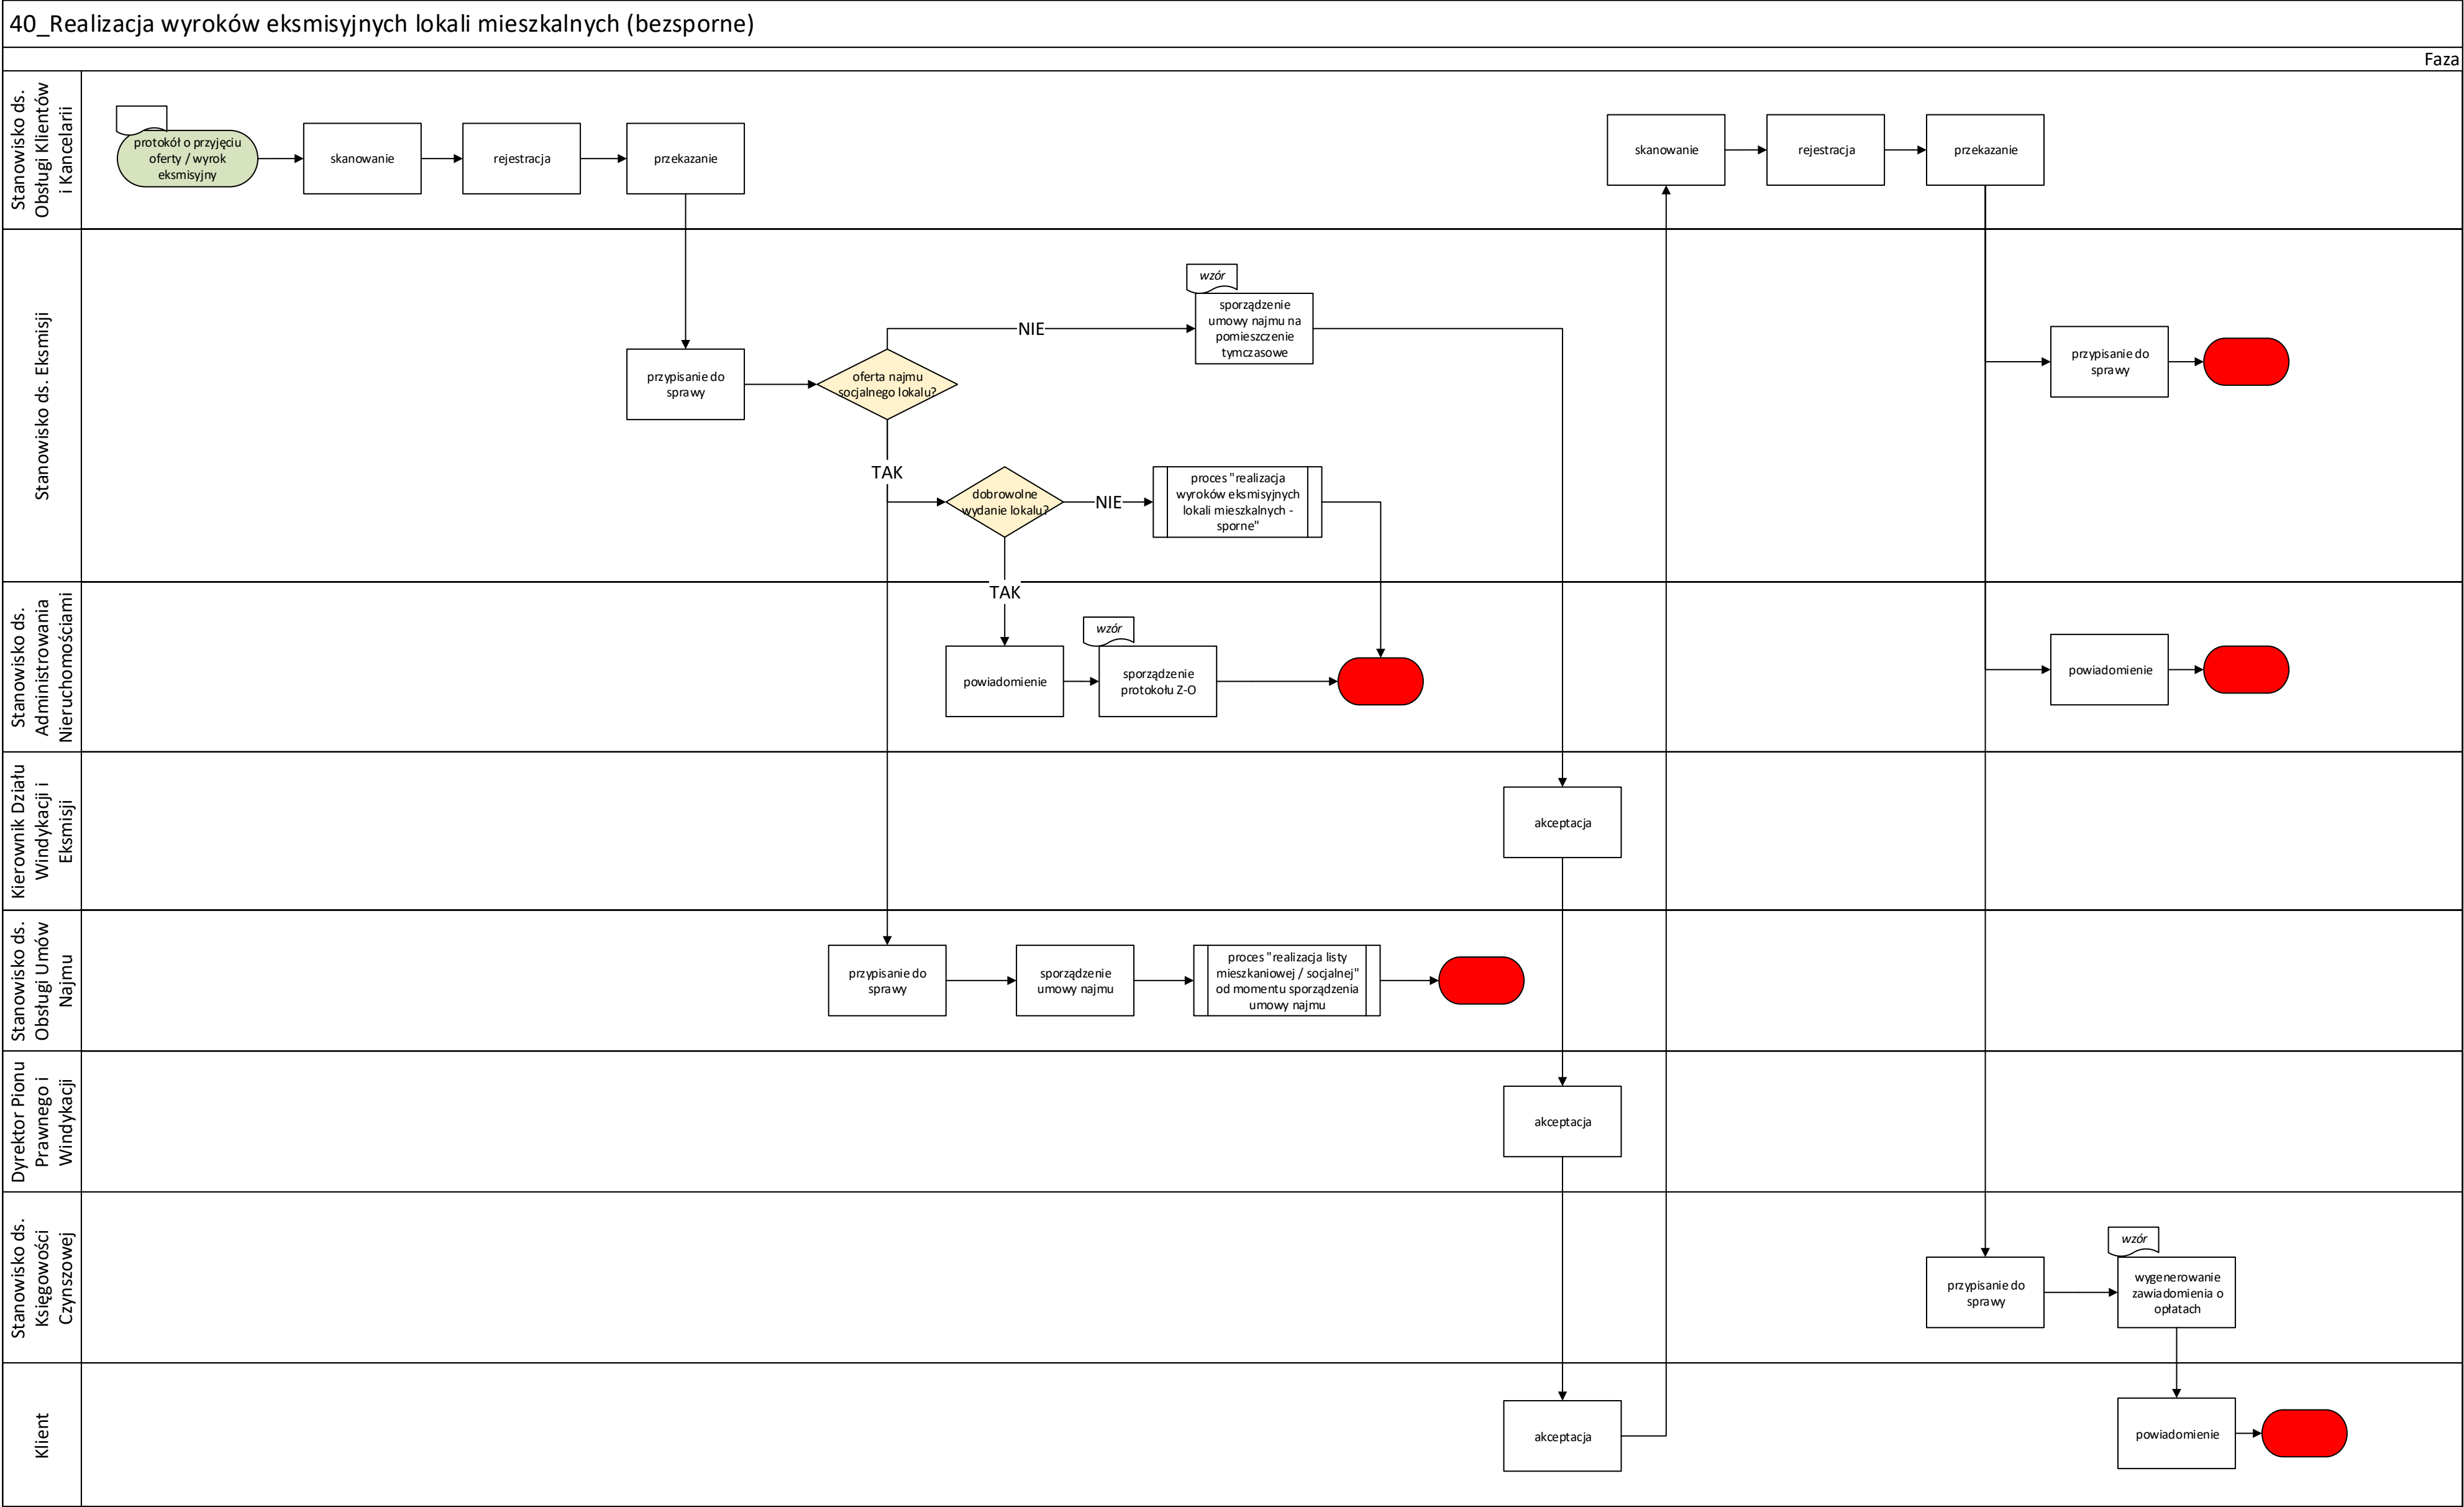 40_Realizacja wyroków eksmisyjnych lokali mieszkalnych (bezsporne)
Faza
Stanowisko ds.
Obsługi Klientów
i Kancelarii
protokół o przyjęciu
oferty / wyrok
eksmisyjny
skanowanie
rejestracja
przekazanie
skanowanie
rejestracja
przekazanie
Stanowisko ds. Eksmisji
przypisanie do
sprawy
oferta najmu
socjalnego lokalu?
NIE
wzór
sporządzenie
umowy najmu na
pomieszczenie
tymczasowe
przypisanie do
sprawy
TAK
dobrowolne
wydanie lokalu?
NIE
proces "realizacja
wyroków eksmisyjnych
lokali mieszkalnych -
sporne"
TAK
Stanowisko ds.
Administrowania
Nieruchomościami
powiadomienie
wzór
sporządzenie
protokołu Z-O
powiadomienie
Kierownik Działu
Windykacji i
Eksmisji
akceptacja
Stanowisko ds.
Obsługi Umów
Najmu
przypisanie do
sprawy
sporządzenie
umowy najmu
proces "realizacja listy
mieszkaniowej / socjalnej"
od momentu sporządzenia
umowy najmu
Dyrektor Pionu
Prawnego i
Windykacji
akceptacja
Stanowisko ds.
Księgowości
Czynszowej
przypisanie do
sprawy
wzór
wygenerowanie
zawiadomienia o
opłatach
Klient
akceptacja
powiadomienie